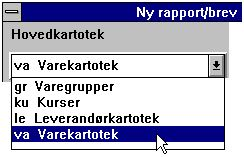 Ny rapport/brev
Hovedkartotek
va Varekartotek
gr Varegrupper
ku Kurser
le Leverandørkartotek
va Varekartotek